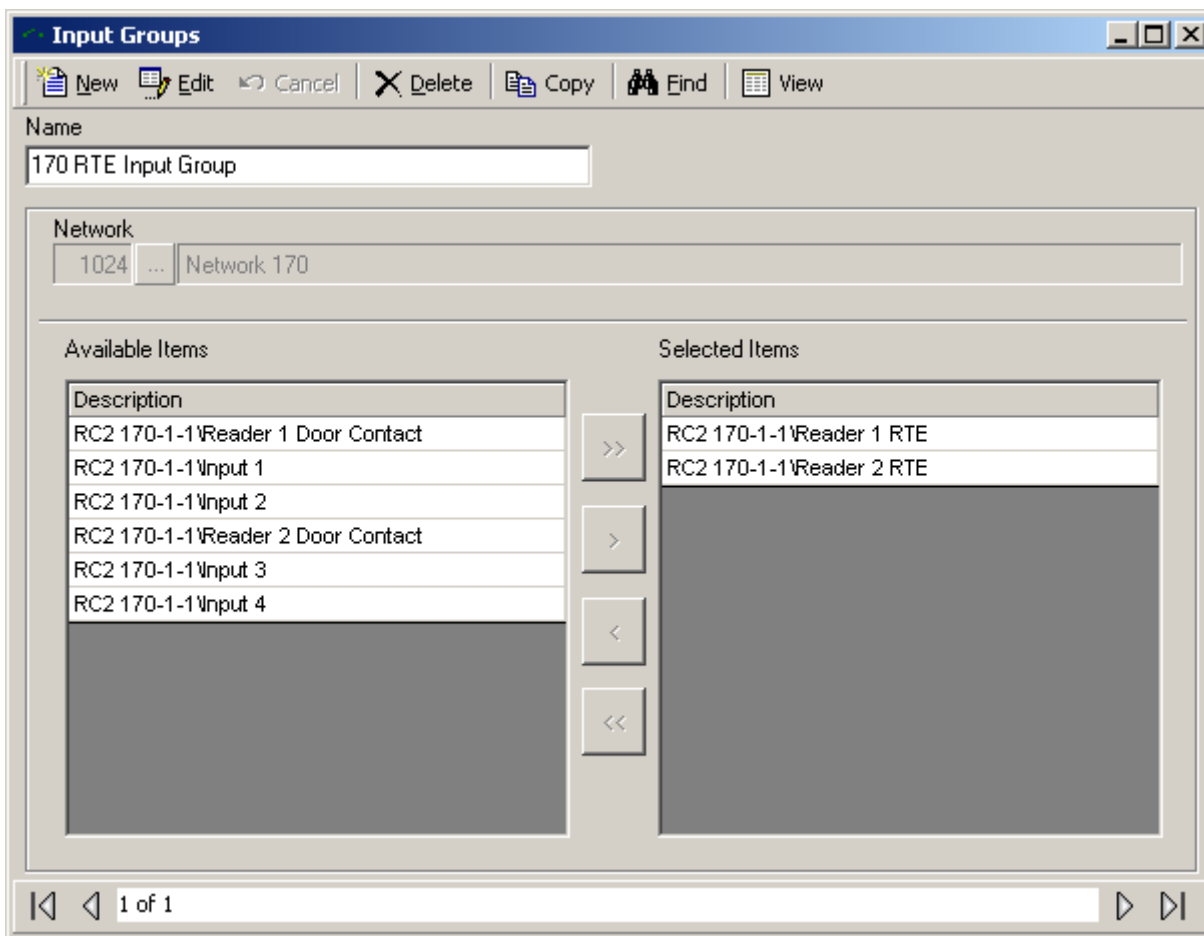 Input Groups
New Edit Cancel Delete Copy Find View
Name
170 RTE Input Group
Network
1024 ... Network 170
Available Items Selected Items
Description Description
RC2 170-1-1\Reader 1 Door Contact >> RC2 170-1-1\Reader 1 RTE
RC2 170-1-1\Input 1 RC2 170-1-1\Reader 2 RTE
RC2 170-1-1\Input 2
RC2 170-1-1\Reader 2 Door Contact >
RC2 170-1-1\Input 3
RC2 170-1-1\Input 4
<
<<
1 of 1